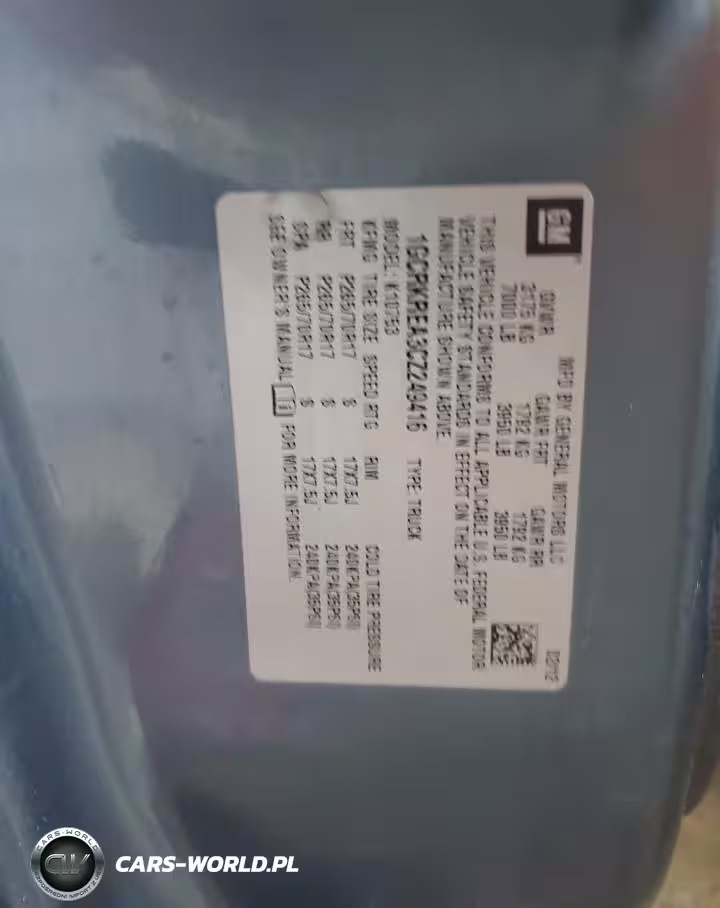 GM
MFD BY GENERAL MOTORS LLC 02/12
GVWR GAWR FRT GAWR RR
3175 KG 1792 KG 1792 KG
7000 LB 3950 LB 3950 LB
THIS VEHICLE CONFORMS TO ALL APPLICABLE U.S. FEDERAL MOTOR
VEHICLE SAFETY STANDARDS IN EFFECT ON THE DATE OF
MANUFACTURE SHOWN ABOVE
TYPE: TRUCK
MODEL: K10753
TIRE SIZE SPEED RTG RIM COLD TIRE PRESSURE
FRT P265/70R17 S 17X7.5J 240KPA(35PSI)
RR P265/70R17 S 17X7.5J 240KPA(35PSI)
SPA P265/70R17 S 17X7.5J 240KPA(35PSI)
SEE OWNER'S MANUAL FOR MORE INFORMATION.
CARS-WORLD
CW
CARS-WORLD.PL